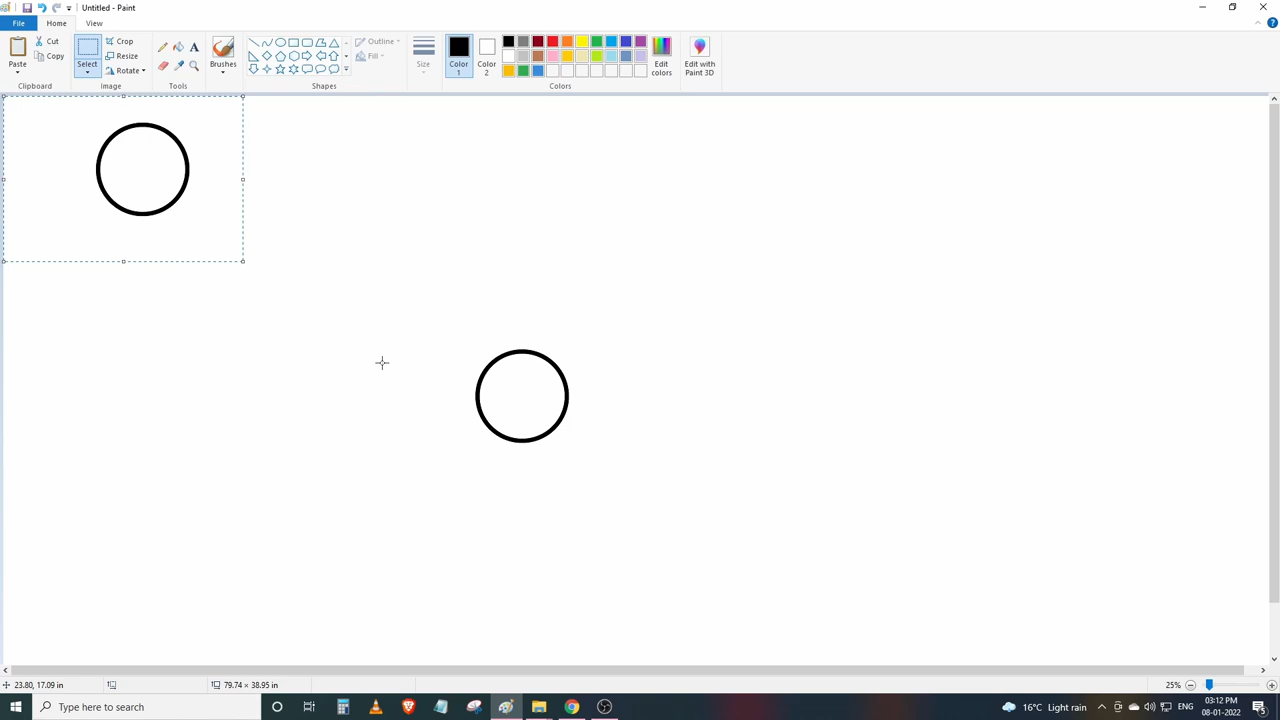 Untitled - Paint
File Home View
Paste
Cut
Copy
Clipboard
Select
Crop
Resize
Rotate
Image
A
Tools
Brushes
Outline
Fill
Shapes
Size
Color 1
Color 2
Edit colors
Colors
Edit with Paint 3D
23.80, 17.09 in
79.74 × 38.95 in
25%
Type here to search
16°C Light rain
ENG
03:12 PM
08-01-2022